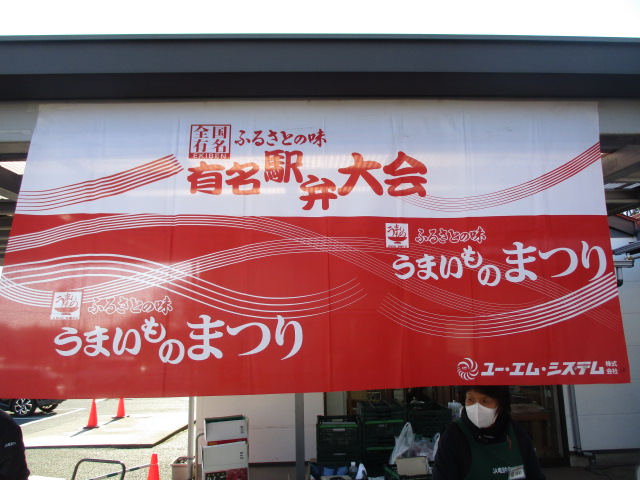 全国
有名
EKIBEN
ふるさとの味
有名駅弁大会
ふるさとの味
うまいものまつり
ふるさとの味
うまいものまつり
ユー・エム・システム 株式会社